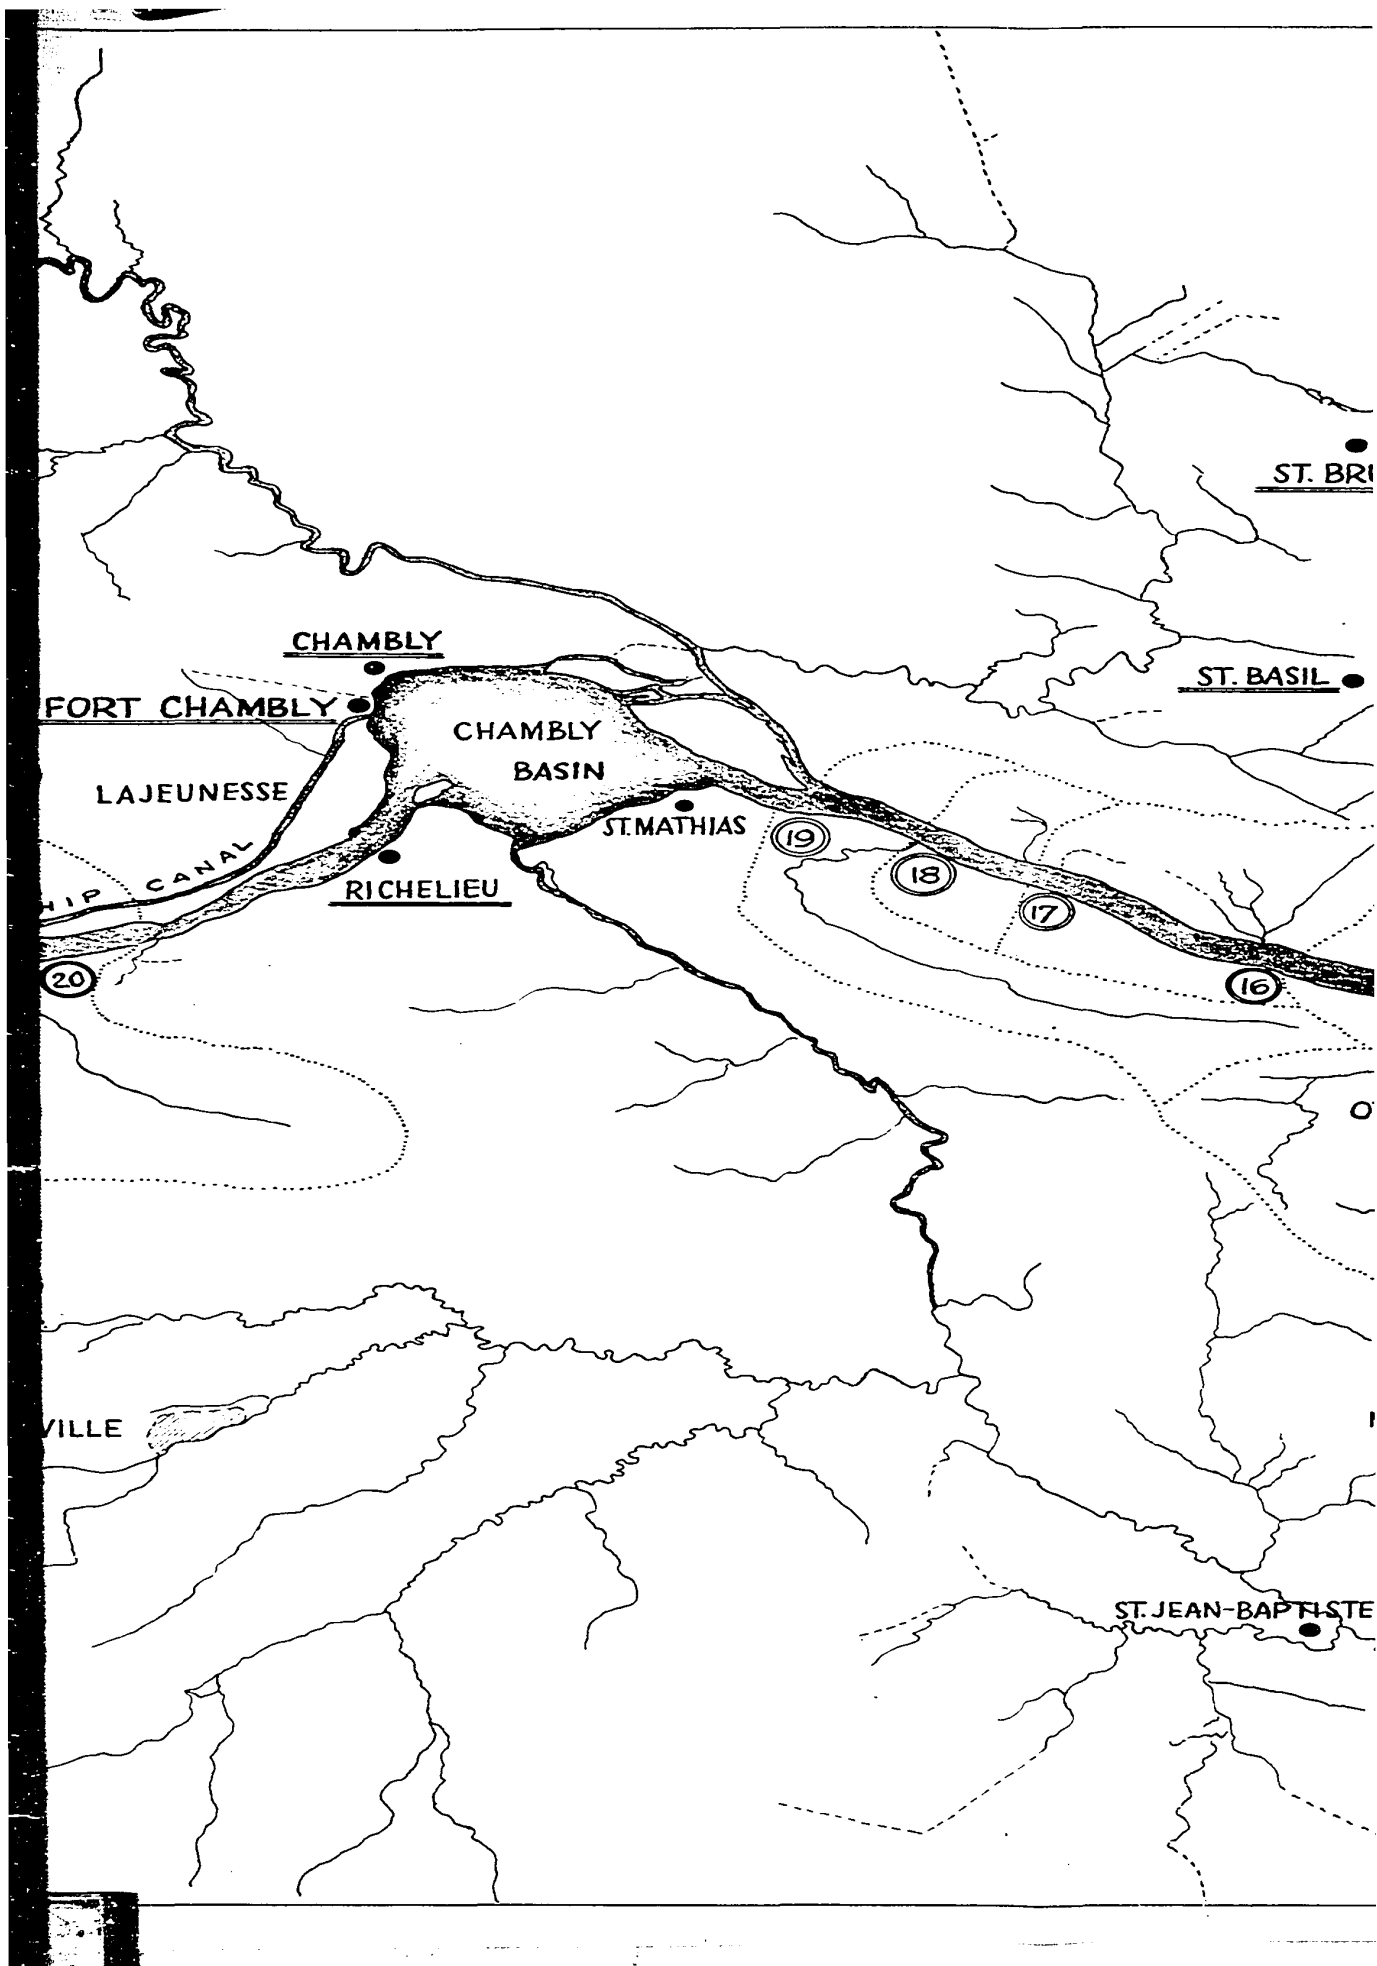 ST. BRU
CHAMBLY
ST. BASIL
FORT CHAMBLY
CHAMBLY
BASIN
LAJEUNESSE
ST. MATHIAS
19
HIP CANAL
18
RICHELIEU
17
20
16
O
VILLE
ST. JEAN-BAPTISTE